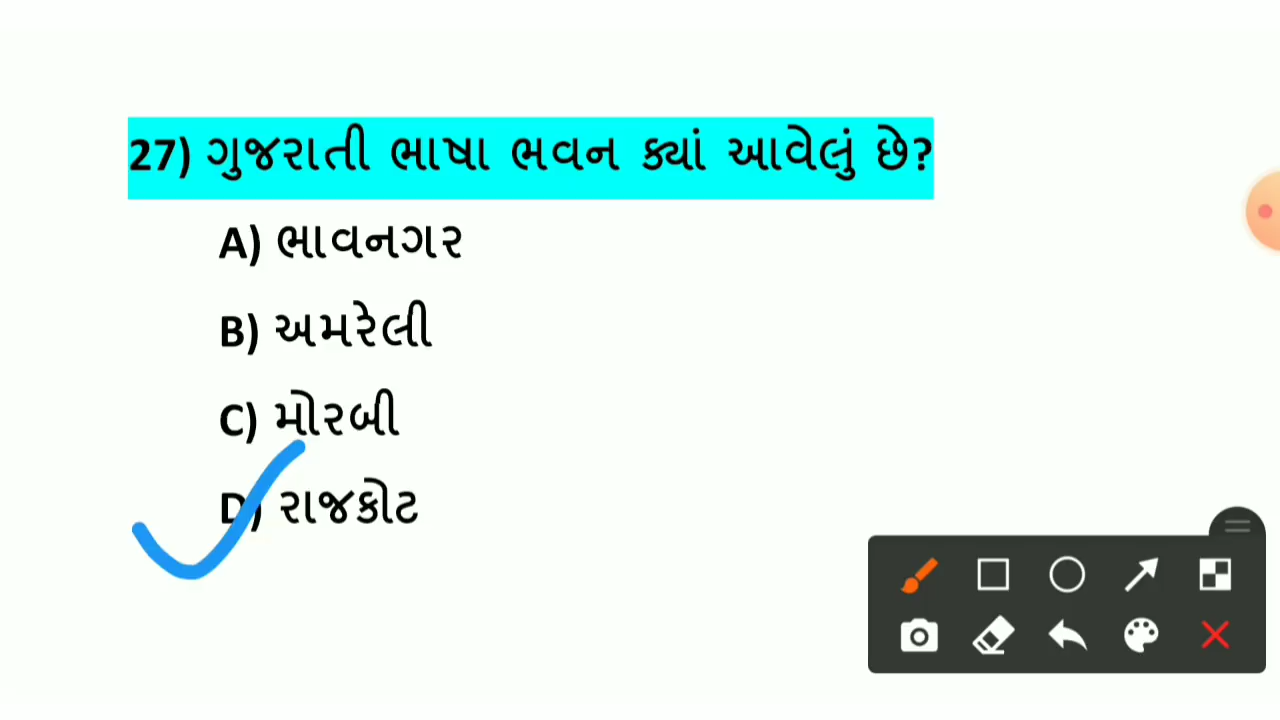 27) ગુજરાતી ભાષા ભવન ક્યાં આવેલું છે?
A) ભાવનગર
B) અમરેલી
C) મોરબી
D) રાજકોટ